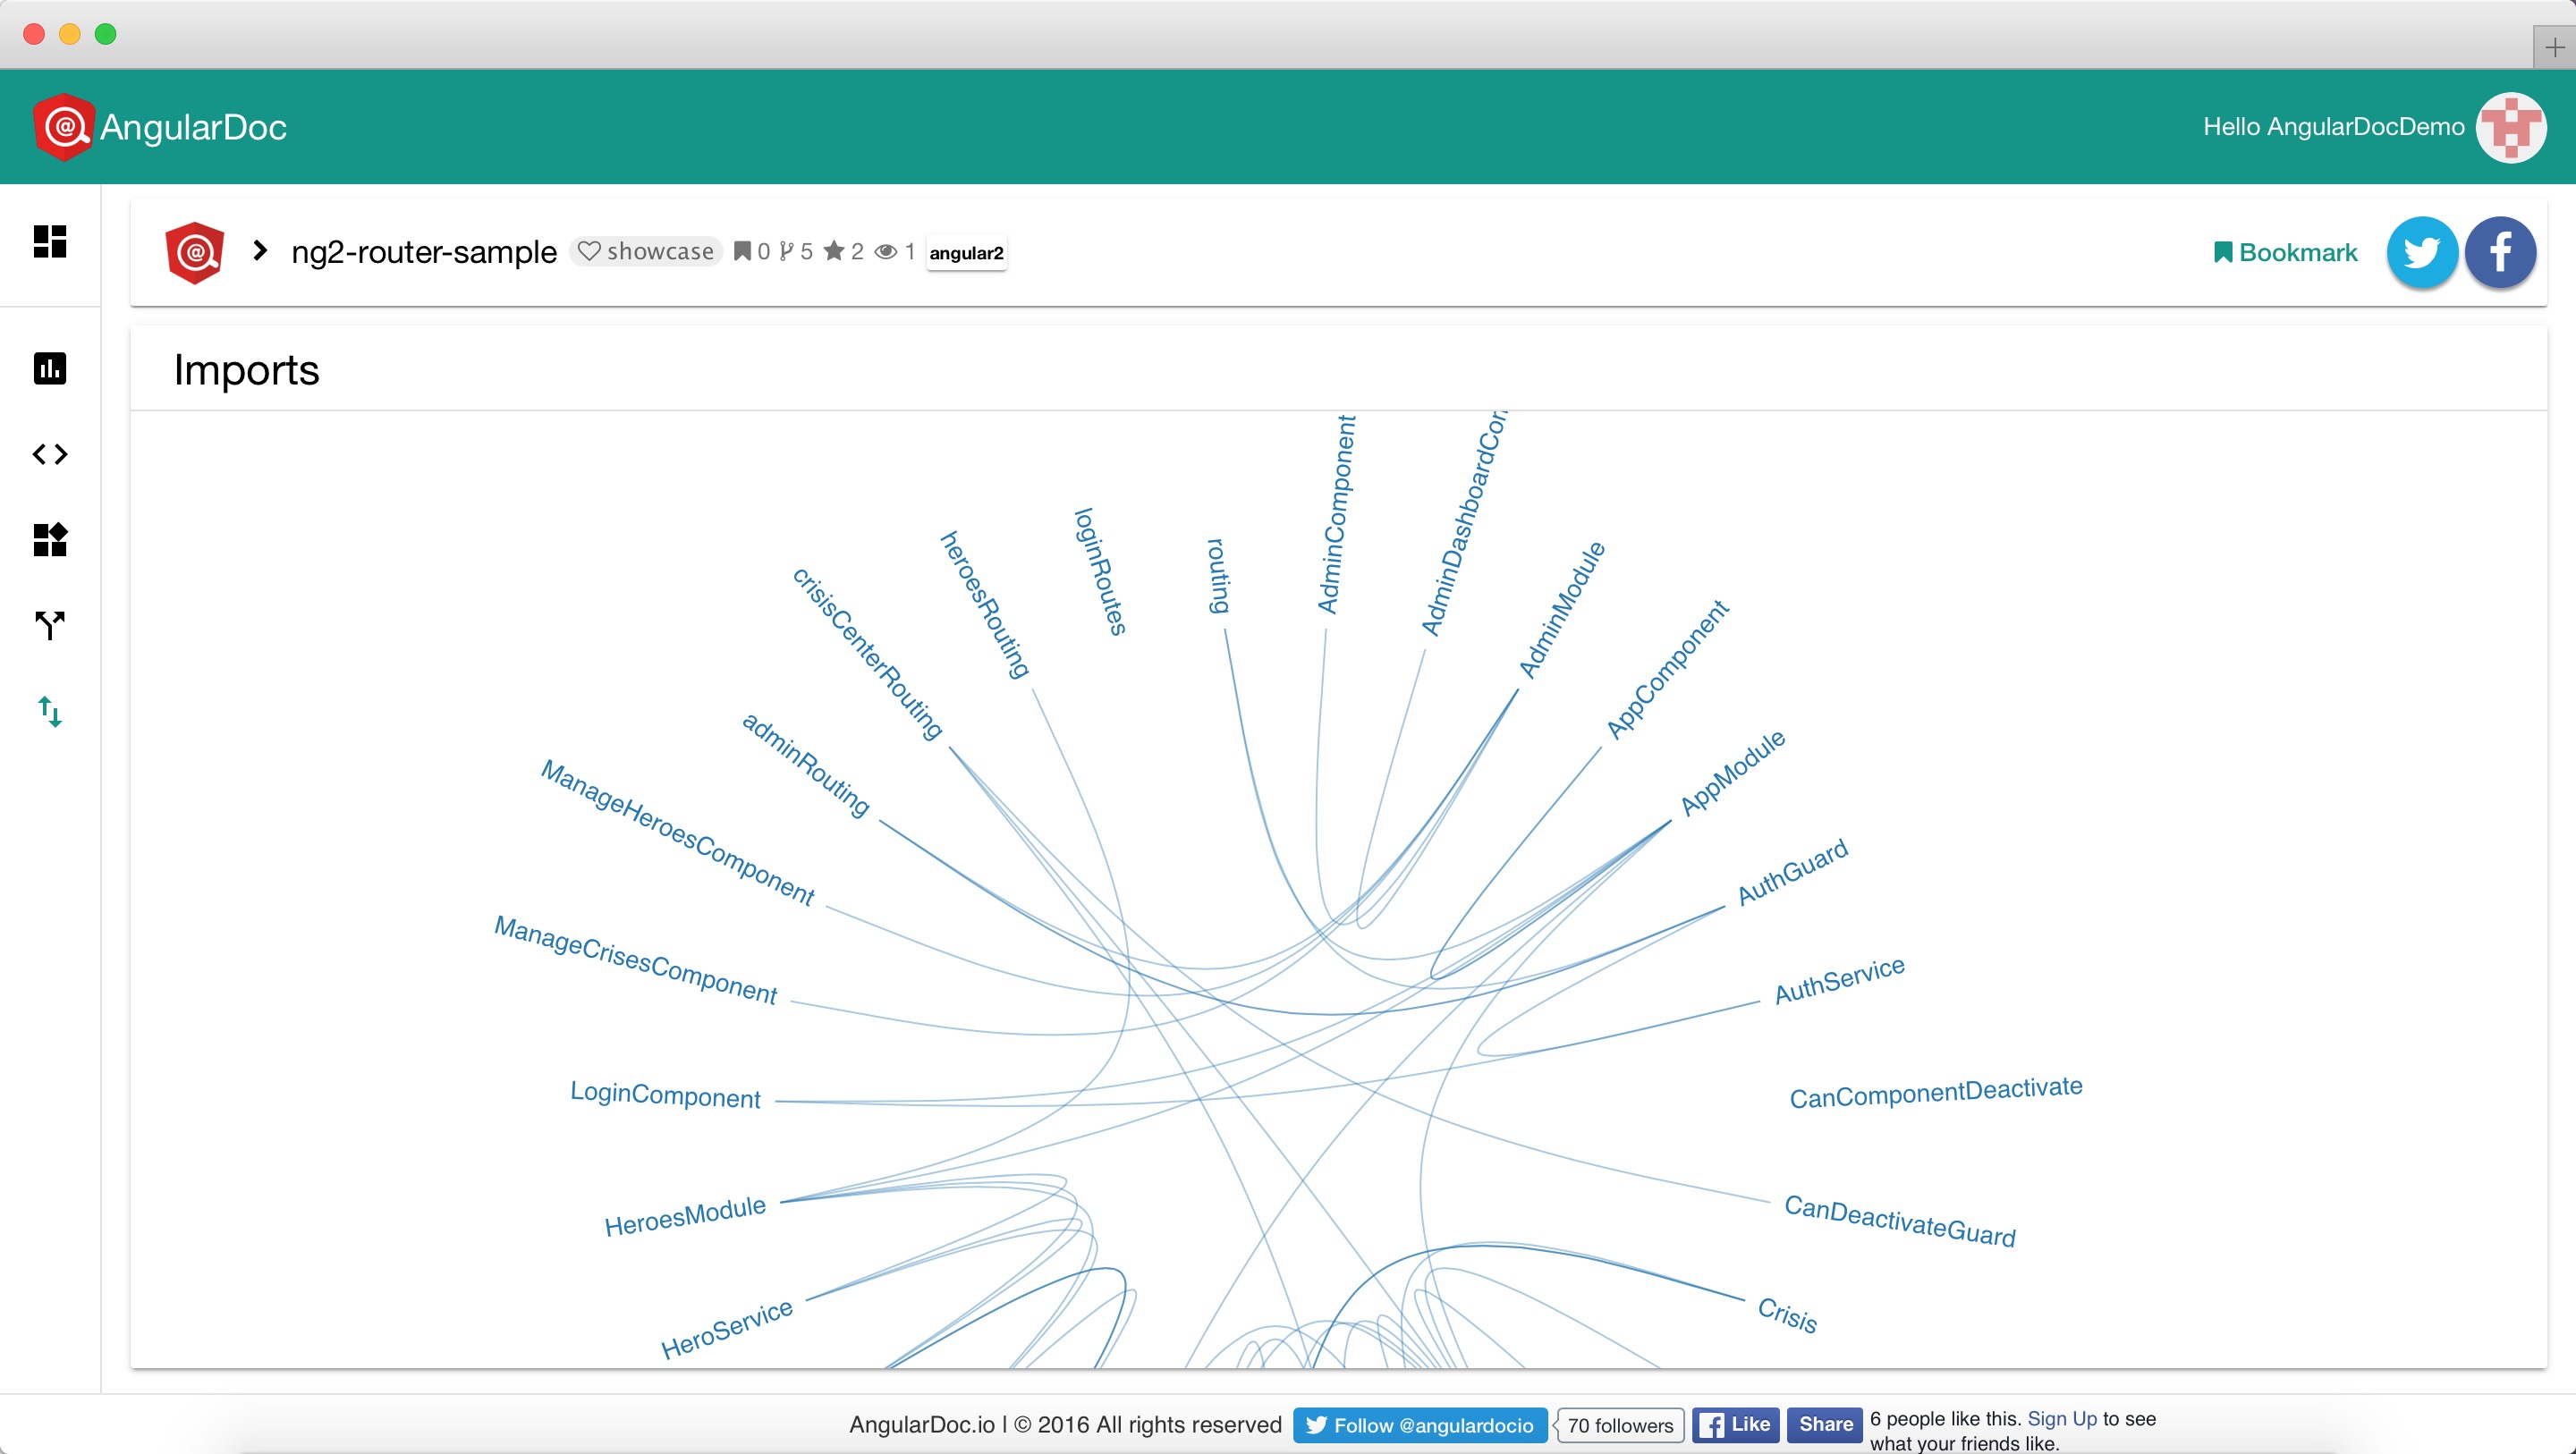 AngularDoc
Hello AngularDocDemo
ng2-router-sample showcase 0 5 2 1 angular2
Bookmark
Imports
AdminComponent
AdminDashboardCom
loginRoutes
heroesRouting
routing
AdminModule
crisisCenterRouting
AppComponent
adminRouting
AppModule
ManageHeroesComponent
AuthGuard
ManageCrisesComponent
AuthService
LoginComponent
CanComponentDeactivate
HeroesModule
CanDeactivateGuard
HeroService
Crisis
AngularDoc.io | © 2016 All rights reserved Follow @angulardocio 70 followers Like Share 6 people like this. Sign Up to see
what your friends like.